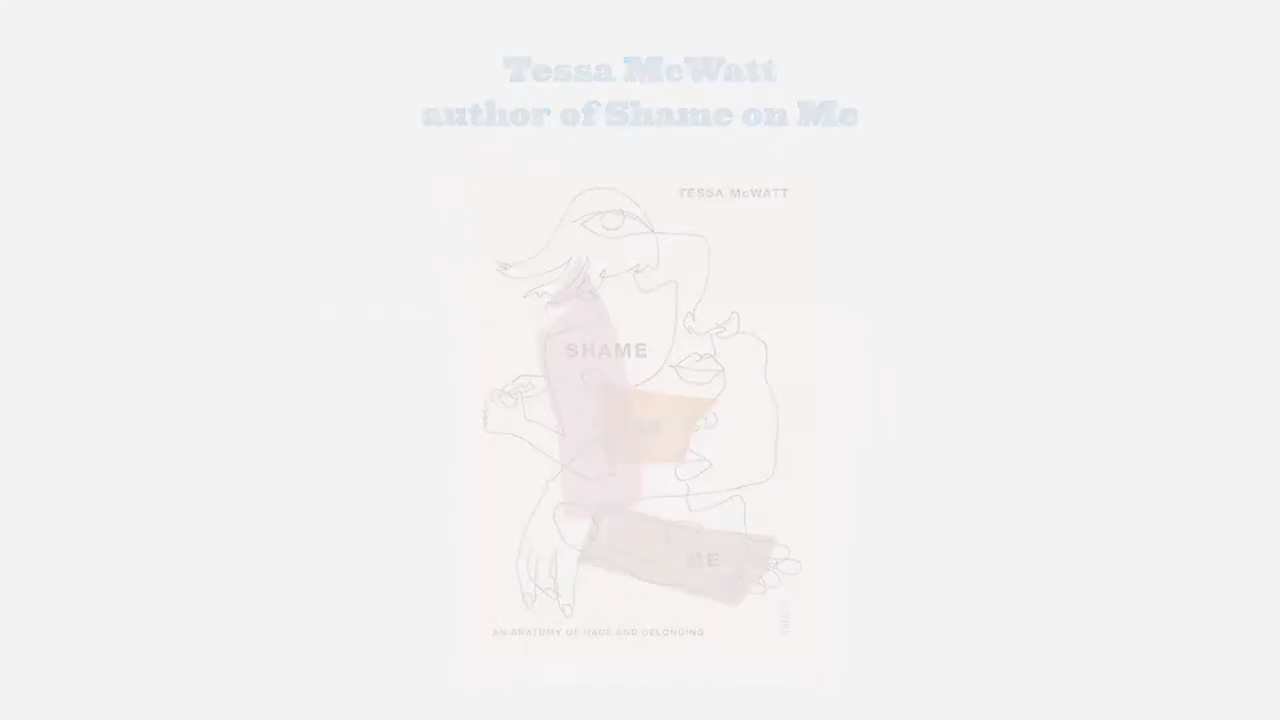 Tessa McWatt
author of Shame on Me
TESSA McWATT
SHAME
ME
AN ANATOMY OF RACE AND BELONGING